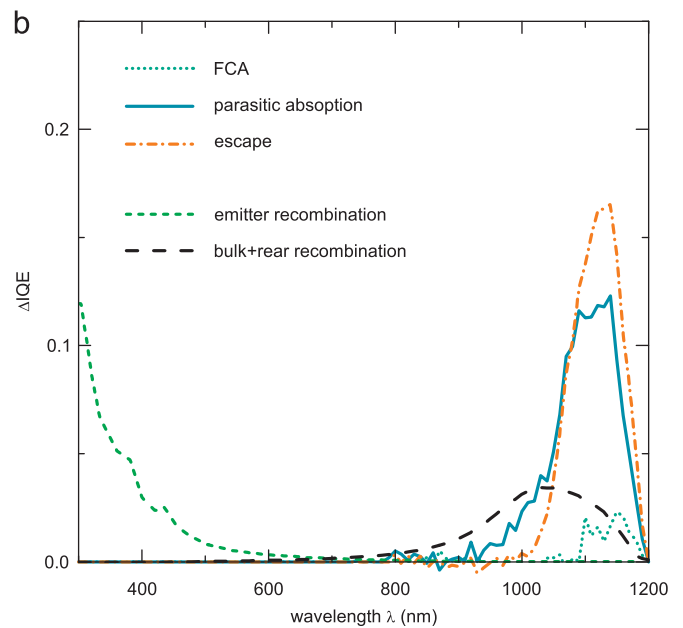 b
FCA
parasitic absoption
0.2
escape
emitter recombination
bulk+rear recombination
ΔIQE
0.1
0.0
400 600 800 1000 1200
wavelength λ (nm)